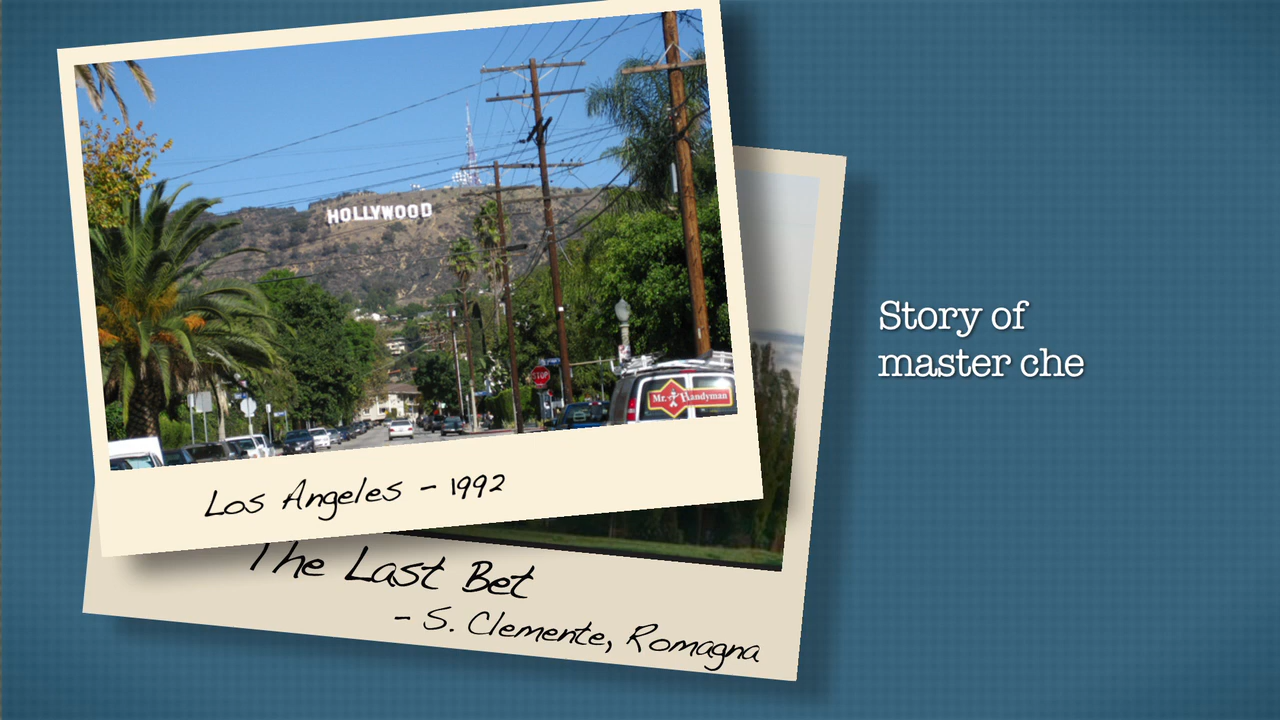 HOLLYWOOD
STOP
Mr. Handyman
Los Angeles - 1992
The Last Bet
- S. Clemente, Romagna
Story of
master che